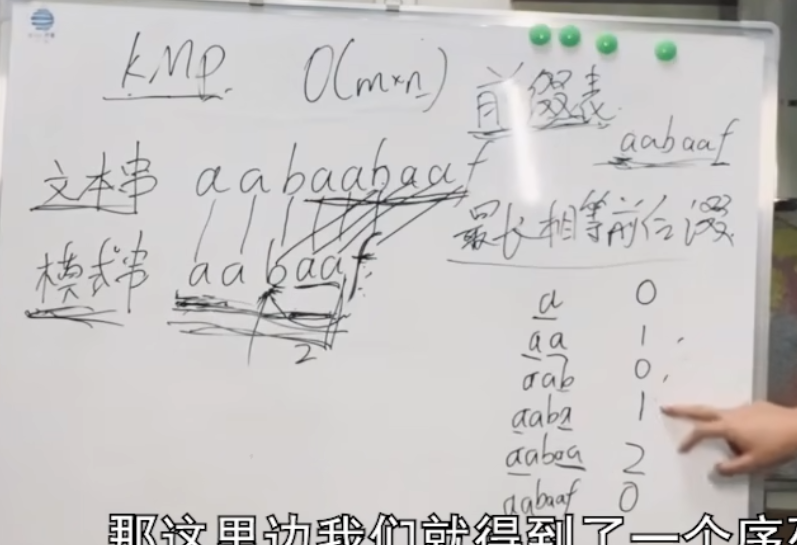 KMP O(m×n)
前缀表
aabaaf
文本串 aabaabaaf
最长相等前后缀
模式串 aabaaf
2
a 0
aa 1
aab 0
aaba 1
aabaa 2
aabaaf 0
那这里边我们就得到了一个序